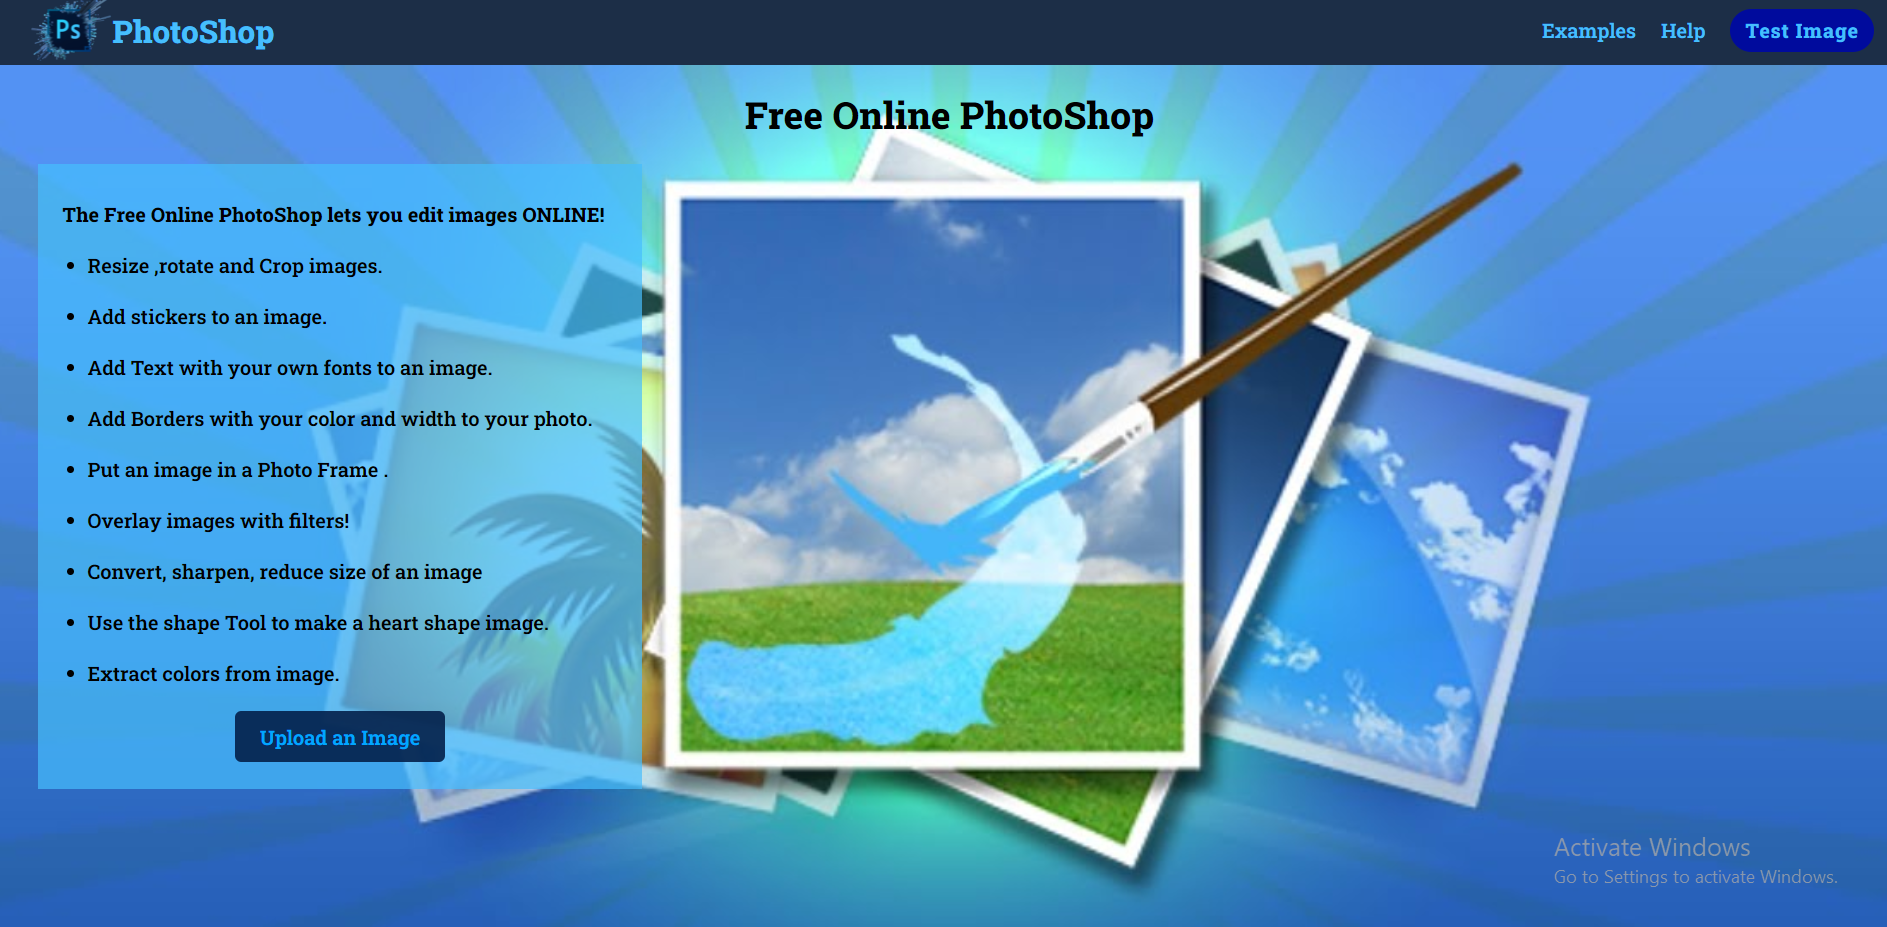 Ps PhotoShop Examples Help Test Image
Free Online PhotoShop
The Free Online PhotoShop lets you edit images ONLINE!
Resize ,rotate and Crop images.
Add stickers to an image.
Add Text with your own fonts to an image.
Add Borders with your color and width to your photo.
Put an image in a Photo Frame .
Overlay images with filters!
Convert, sharpen, reduce size of an image
Use the shape Tool to make a heart shape image.
Extract colors from image.
Upload an Image
Activate Windows
Go to Settings to activate Windows.